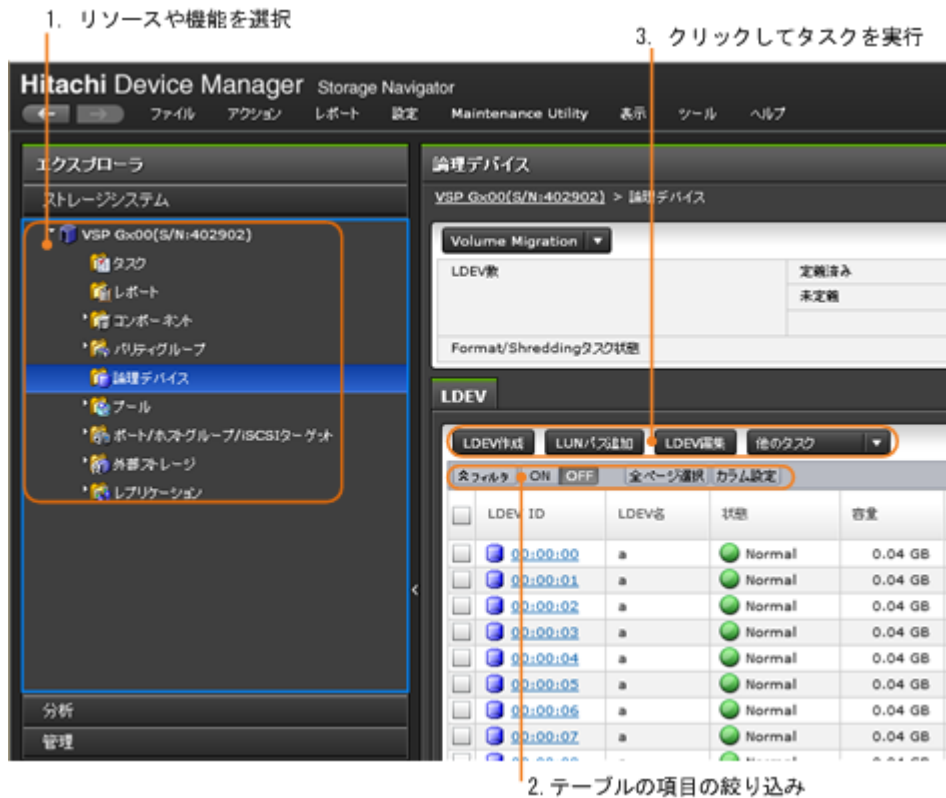 1. リソースや機能を選択
3. クリックしてタスクを実行
Hitachi Device Manager Storage Navigator
ファイル アクション レポート 設定 Maintenance Utility 表示 ツール ヘルプ
エクスプローラ
ストレージシステム
VSP Gx00(S/N:402902)
タスク
レポート
コンポーネント
パリティグループ
論理デバイス
プール
ポート/ホストグループ/iSCSIターゲット
外部ストレージ
レプリケーション
分析
管理
論理デバイス
VSP Gx00(S/N:402902) > 論理デバイス
Volume Migration
LDEV数 定義済み
未定義
Format/Shreddingタスク状態
LDEV
LDEV作成 LUNパス追加 LDEV編集 他のタスク
フィルタ ON OFF 全ページ選択 カラム設定
LDEV ID LDEV名 状態 容量
00:00:00 a Normal 0.04 GB
00:00:01 a Normal 0.04 GB
00:00:02 a Normal 0.04 GB
00:00:03 a Normal 0.04 GB
00:00:04 a Normal 0.04 GB
00:00:05 a Normal 0.04 GB
00:00:06 a Normal 0.04 GB
00:00:07 a Normal 0.04 GB
2. テーブルの項目の絞り込み